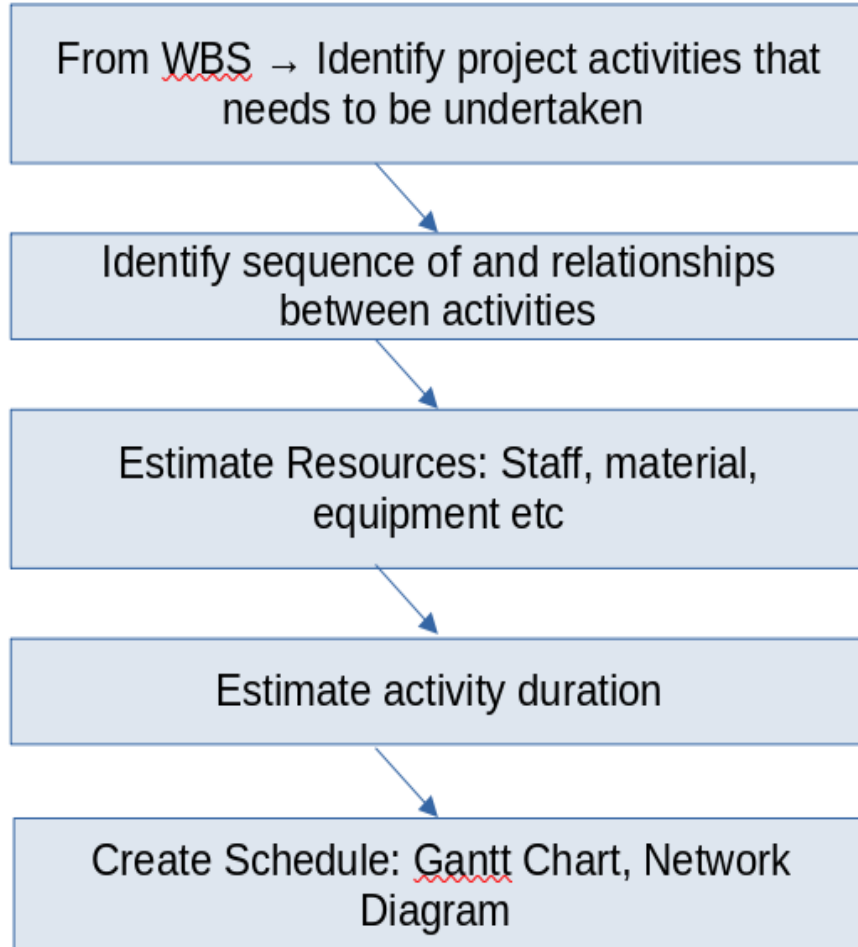 From WBS → Identify project activities that
needs to be undertaken
Identify sequence of and relationships
between activities
Estimate Resources: Staff, material,
equipment etc
Estimate activity duration
Create Schedule: Gantt Chart, Network
Diagram